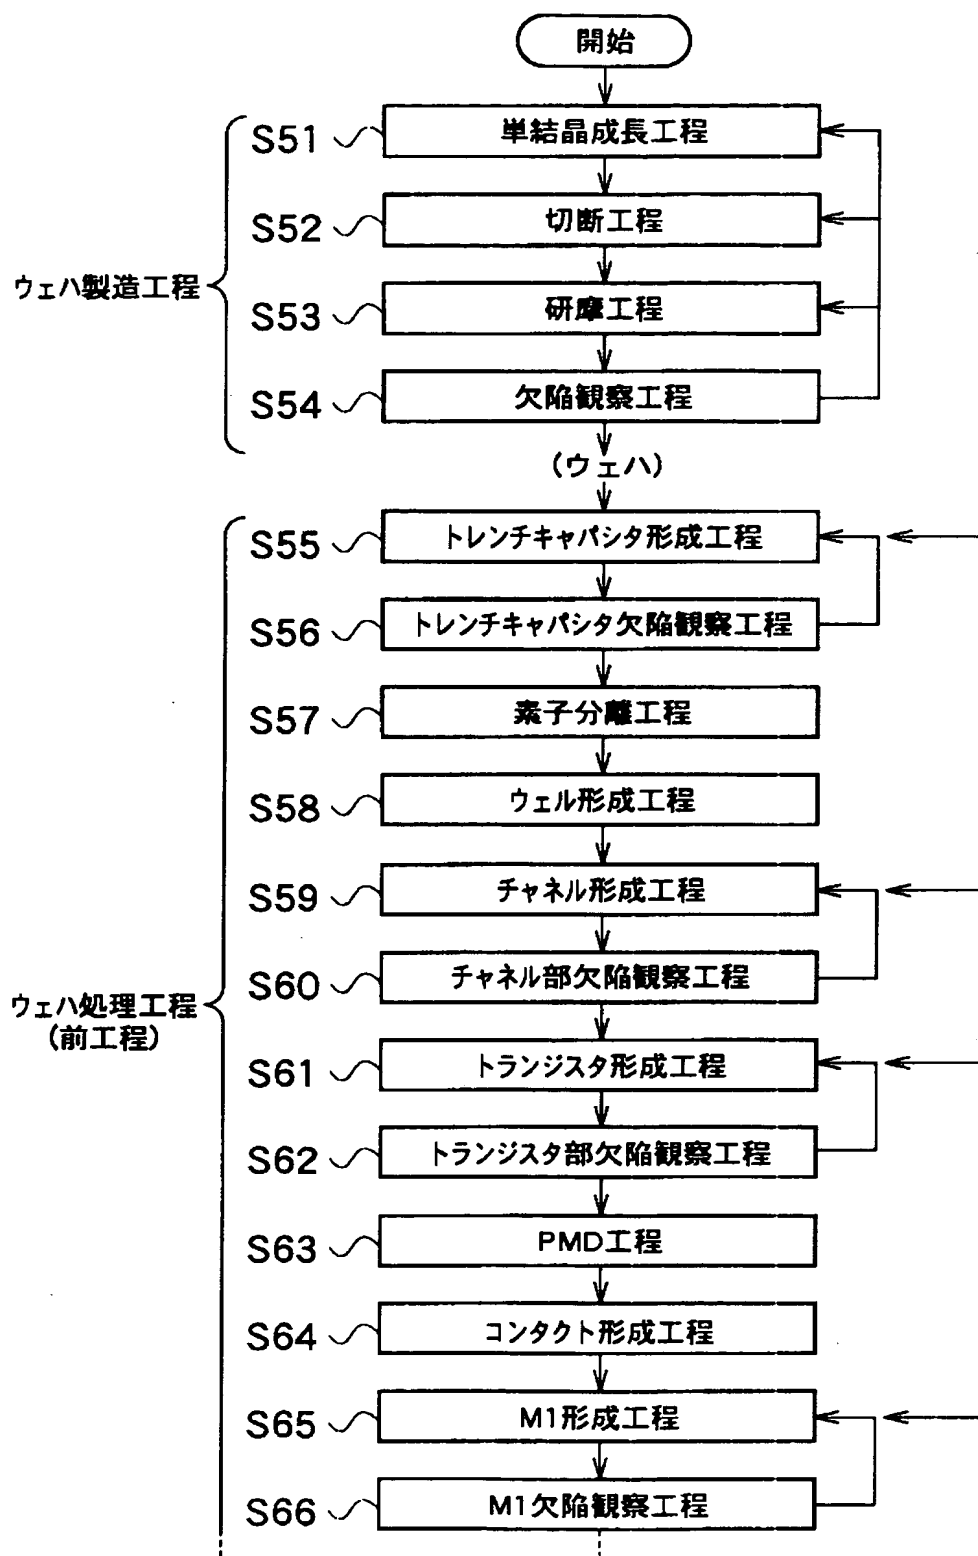 開始
S51 単結晶成長工程
S52 切断工程
ウェハ製造工程
S53 研摩工程
S54 欠陥観察工程
(ウェハ)
S55 トレンチキャパシタ形成工程
S56 トレンチキャパシタ欠陥観察工程
S57 素子分離工程
S58 ウェル形成工程
S59 チャネル形成工程
S60 チャネル部欠陥観察工程
ウェハ処理工程
(前工程)
S61 トランジスタ形成工程
S62 トランジスタ部欠陥観察工程
S63 PMD工程
S64 コンタクト形成工程
S65 M1形成工程
S66 M1欠陥観察工程